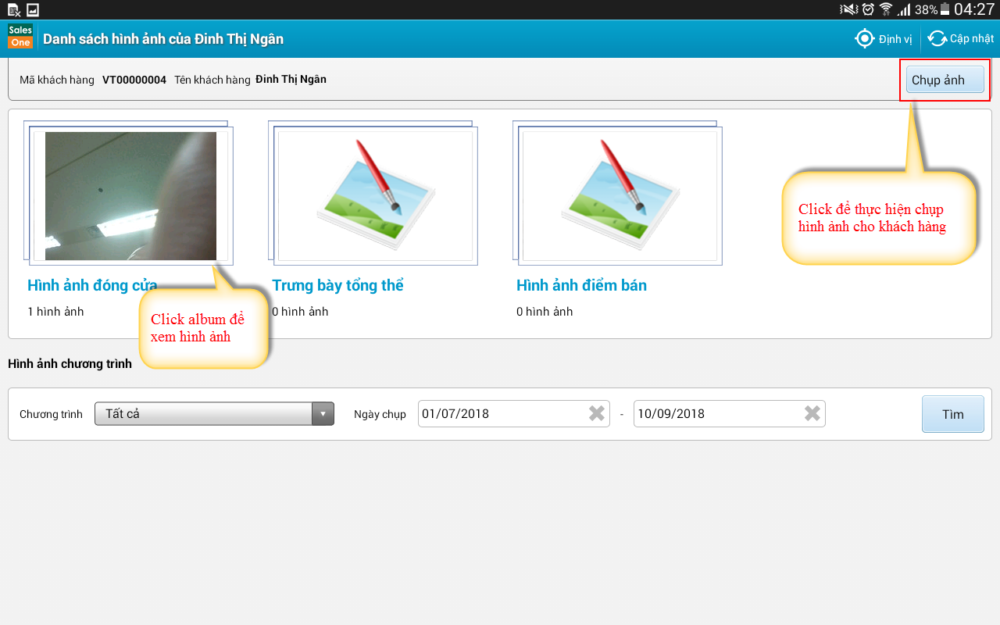 38% 04:27
Sales One
Danh sách hình ảnh của Đinh Thị Ngân
Định vị
Cập nhật
Mã khách hàng VT00000004 Tên khách hàng Đinh Thị Ngân
Chụp ảnh
Click để thực hiện chụp
hình ảnh cho khách hàng
Hình ảnh đóng cửa
1 hình ảnh
Trưng bày tổng thể
0 hình ảnh
Hình ảnh điểm bán
0 hình ảnh
Click album để
xem hình ảnh
Hình ảnh chương trình
Chương trình Tất cả Ngày chụp 01/07/2018 - 10/09/2018 Tìm